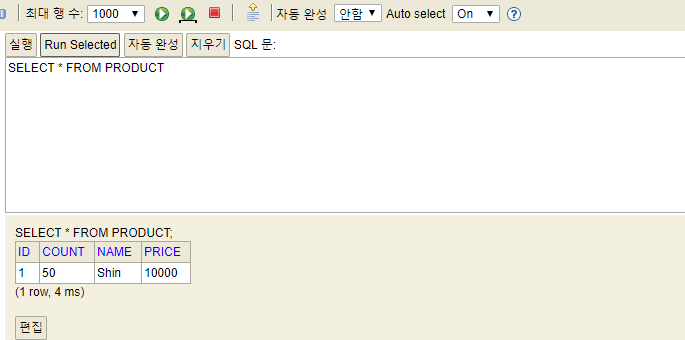 최대 행 수: 1000 자동 완성 안함 Auto select On ?
실행 Run Selected 자동 완성 지우기 SQL 문:
SELECT * FROM PRODUCT
SELECT * FROM PRODUCT;
ID COUNT NAME PRICE
1 50 Shin 10000
(1 row, 4 ms)
편집